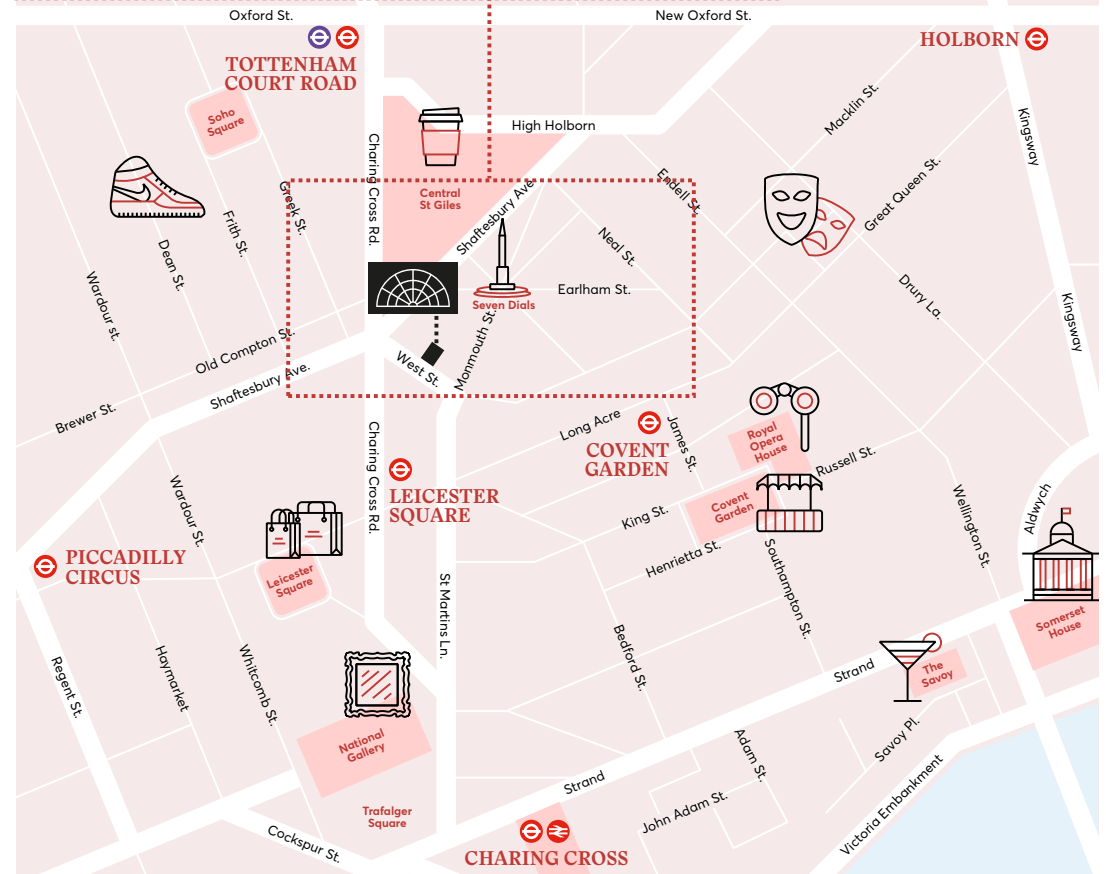 Oxford St.
New Oxford St.
TOTTENHAM
COURT ROAD
HOLBORN
Soho
Square
Macklin St.
High Holborn
Kingsway
Charing Cross Rd.
Central
St Giles
Endell St.
Great Queen St.
Greek St.
Frith St.
Dean St.
Shaftesbury Ave.
Neal St.
Wardour st.
Earlham St.
Seven Dials
Drury La.
Kingsway
Old Compton St.
Monmouth St.
West St.
Shaftesbury Ave.
Brewer St.
Long Acre
James St.
COVENT
GARDEN
Royal
Opera
House
Russell St.
Charing Cross Rd.
LEICESTER
SQUARE
Wardour St.
King St.
Covent
Garden
Wellington St.
Aldwych
PICCADILLY
CIRCUS
Leicester
Square
Henrietta St.
Southampton St.
St Martins Ln.
Somerset
House
Bedford St.
Regent St.
Haymarket
Whitcomb St.
Strand
The
Savoy
National
Gallery
Adam St.
Savoy Pl.
Strand
Trafalger
Square
John Adam St.
Victoria Embankment
Cockspur St.
CHARING CROSS